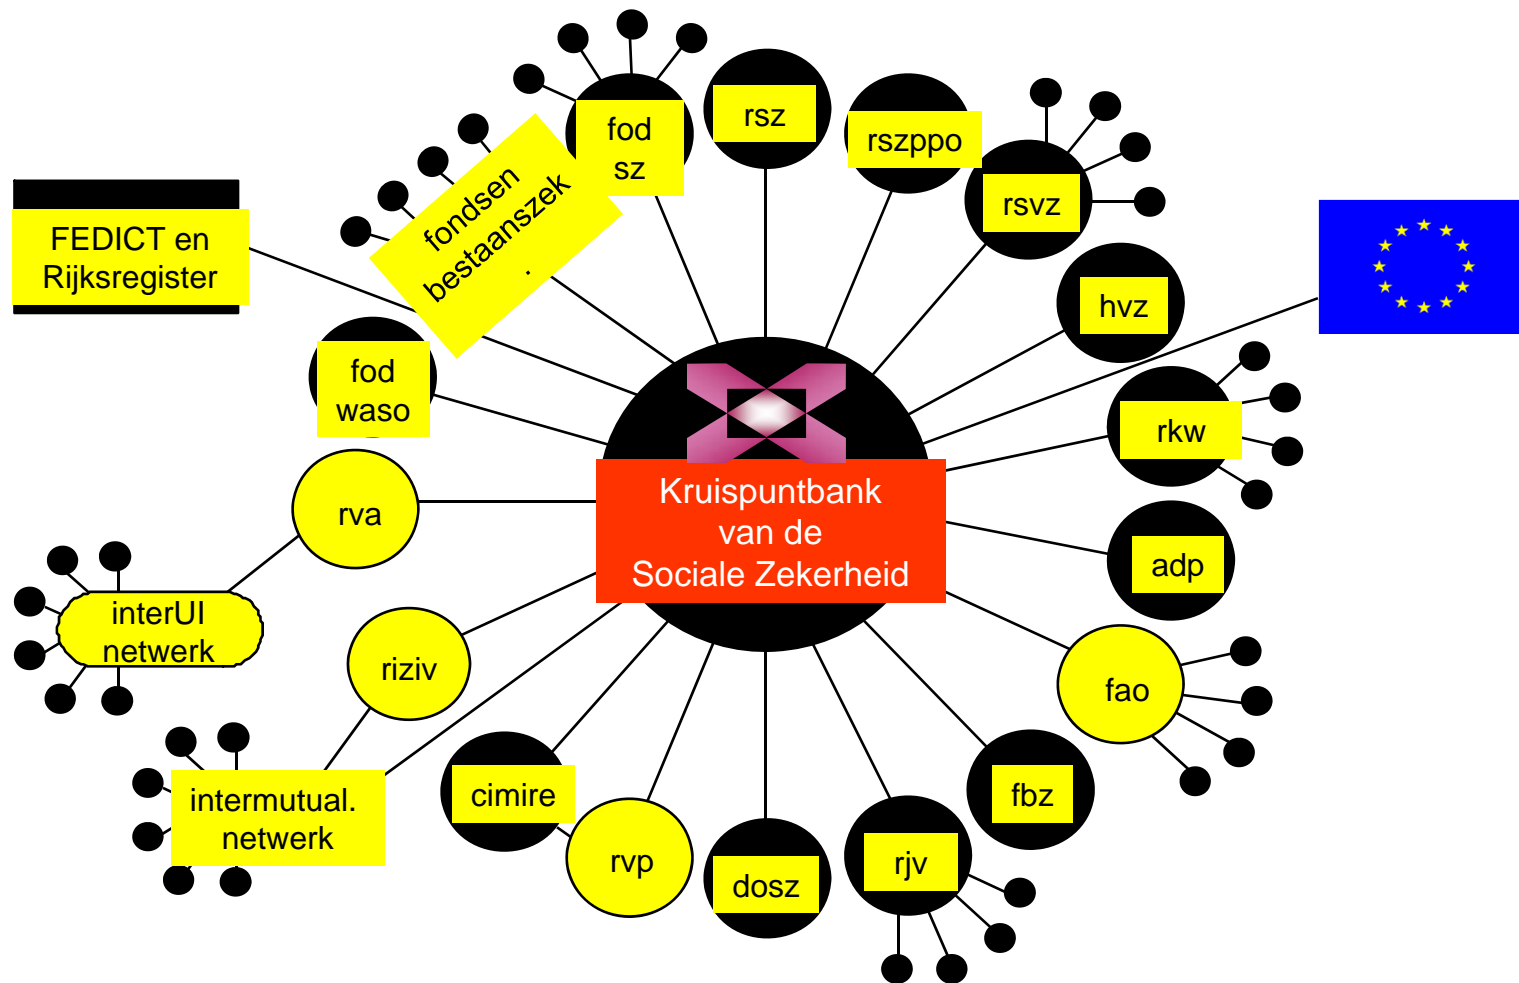 fod
sz
rsz
rszppo
rsvz
fondsen
bestaanszek
.
FEDICT en
Rijksregister
hvz
fod
waso
rkw
Kruispuntbank
van de
Sociale Zekerheid
rva
adp
interUI
netwerk
riziv
fao
intermutual.
netwerk
cimire
rvp
dosz
rjv
fbz